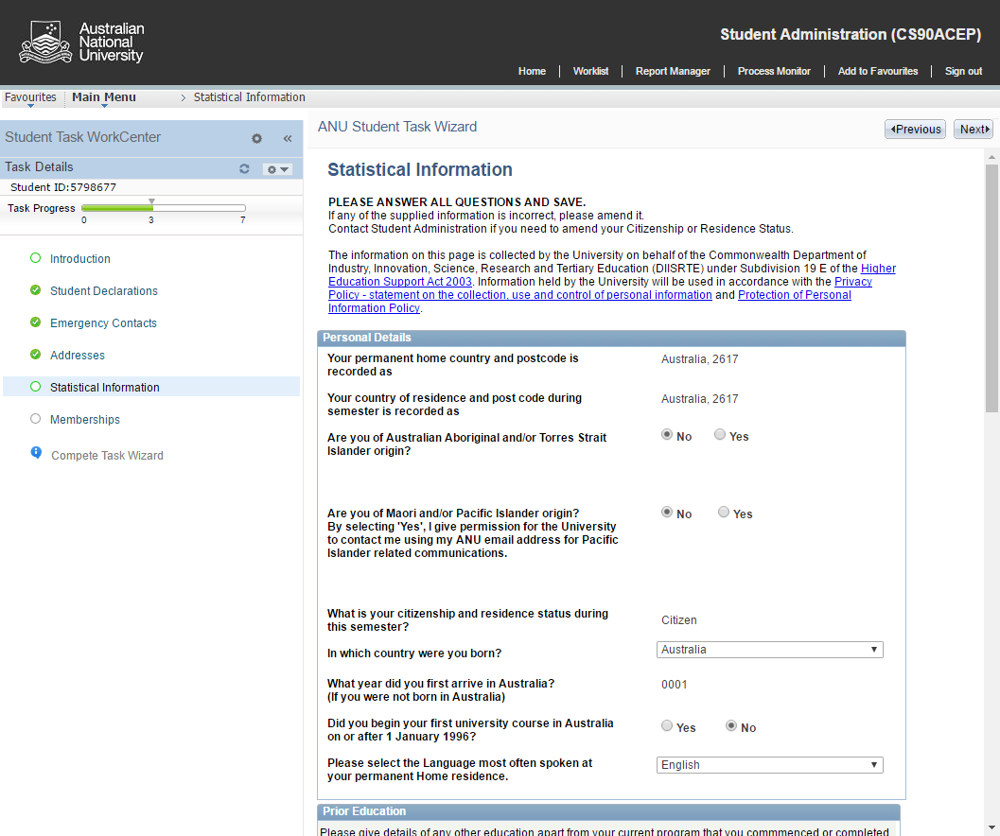 Australian
National
University
Student Administration (CS90ACEP)
Home Worklist Report Manager Process Monitor Add to Favourites Sign out
Favourites Main Menu > Statistical Information
Student Task WorkCenter «
Task Details
Student ID:5798677
Task Progress
0 3 7
Introduction
Student Declarations
Emergency Contacts
Addresses
Statistical Information
Memberships
Compete Task Wizard
ANU Student Task Wizard
Previous Next
Statistical Information
PLEASE ANSWER ALL QUESTIONS AND SAVE.
If any of the supplied information is incorrect, please amend it.
Contact Student Administration if you need to amend your Citizenship or Residence Status.
The information on this page is collected by the University on behalf of the Commonwealth Department of
Industry, Innovation, Science, Research and Tertiary Education (DIISRTE) under Subdivision 19 E of the Higher
Education Support Act 2003. Information held by the University will be used in accordance with the Privacy
Policy - statement on the collection, use and control of personal information and Protection of Personal
Information Policy.
Personal Details
Your permanent home country and postcode is
recorded as
Australia, 2617
Your country of residence and post code during
semester is recorded as
Australia, 2617
Are you of Australian Aboriginal and/or Torres Strait
Islander origin?
No Yes
Are you of Maori and/or Pacific Islander origin?
By selecting 'Yes', I give permission for the University
to contact me using my ANU email address for Pacific
Islander related communications.
No Yes
What is your citizenship and residence status during
this semester?
Citizen
In which country were you born?
Australia
What year did you first arrive in Australia?
(If you were not born in Australia)
0001
Did you begin your first university course in Australia
on or after 1 January 1996?
Yes No
Please select the Language most often spoken at
your permanent Home residence.
English
Prior Education
Please give details of any other education apart from your current program that you commmenced or completed